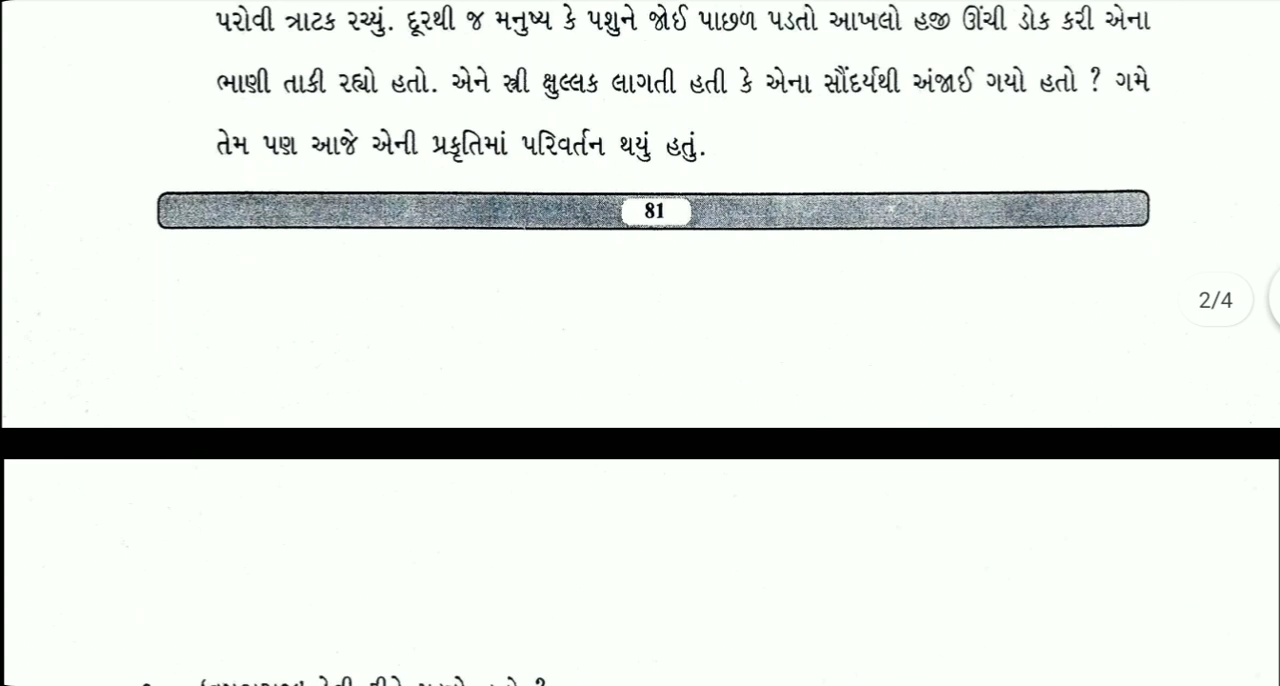 પરોવી ત્રાટક રચ્યું. દૂરથી જ મનુષ્ય કે પશુને જોઈ પાછળ પડતો આખલો હજી ઊંચી ડોક કરી એના
ભાણી તાકી રહ્યો હતો. એને સ્ત્રી ક્ષુલ્લક લાગતી હતી કે એના સૌંદર્યથી અંજાઈ ગયો હતો ? ગમે
તેમ પણ આજે એની પ્રકૃતિમાં પરિવર્તન થયું હતું.
81
2/4